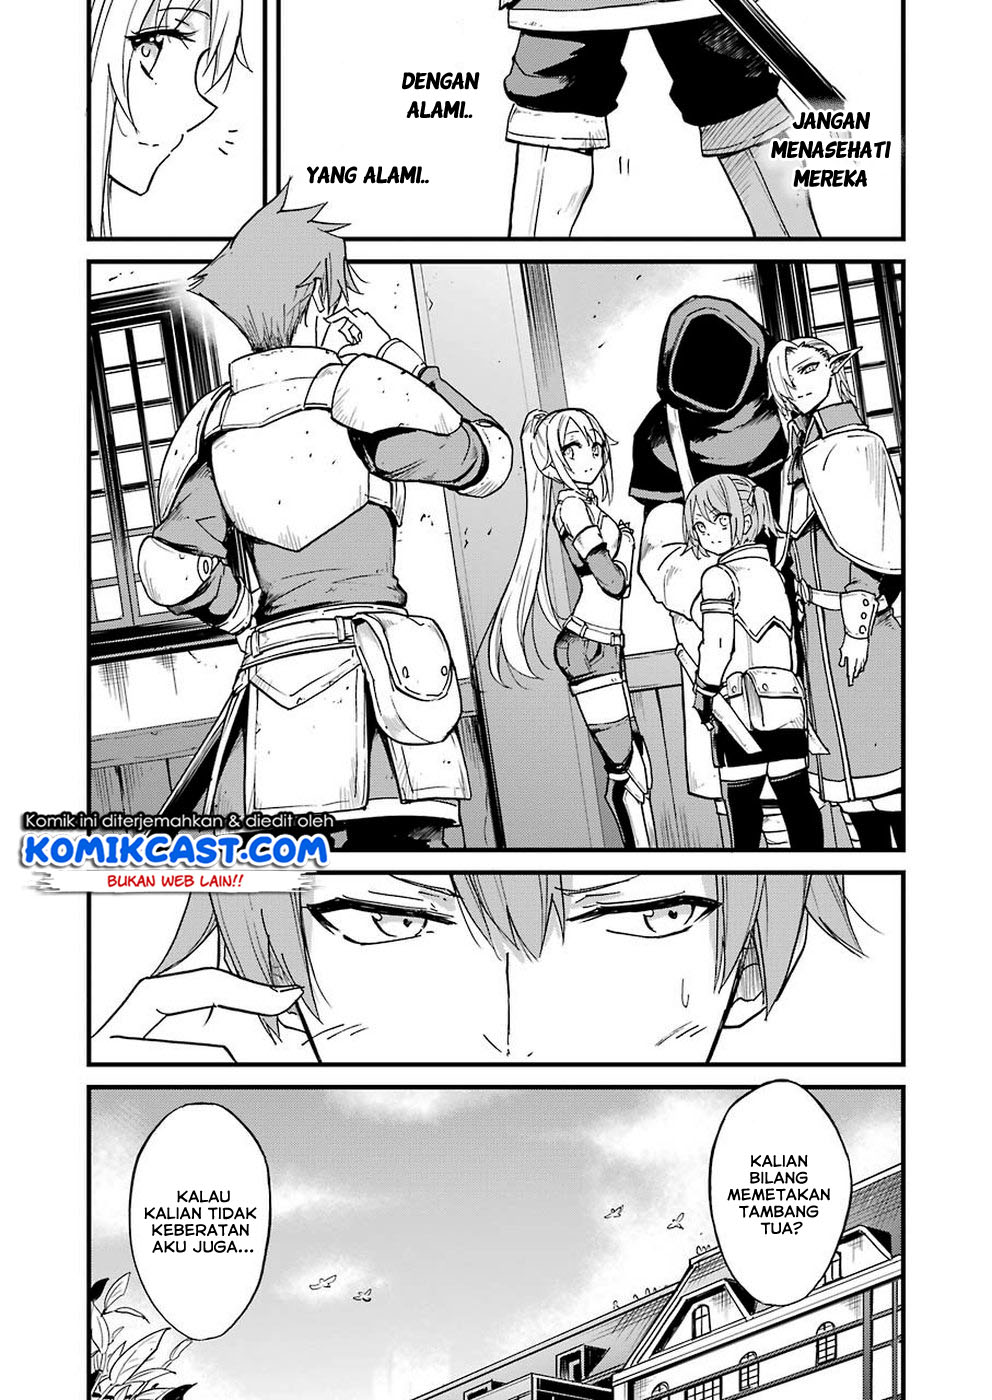 JANGAN
MENASEHATI
MEREKA
DENGAN
ALAMI..
YANG ALAMI..
Komik ini diterjemahkan & diedit oleh
KOMIKCAST.COM
BUKAN WEB LAIN!!
KALIAN
BILANG
MEMETAKAN
TAMBANG
TUA?
KALAU
KALIAN TIDAK
KEBERATAN
AKU JUGA...